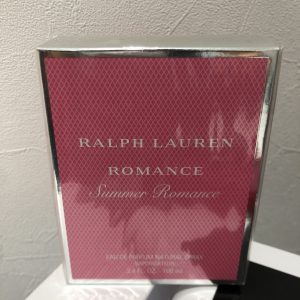 RALPH LAUREN
ROMANCE
Summer Romance
EAU DE PARFUM NATURAL SPRAY
VAPORISATEUR
3.4 FL. OZ. 100 ml